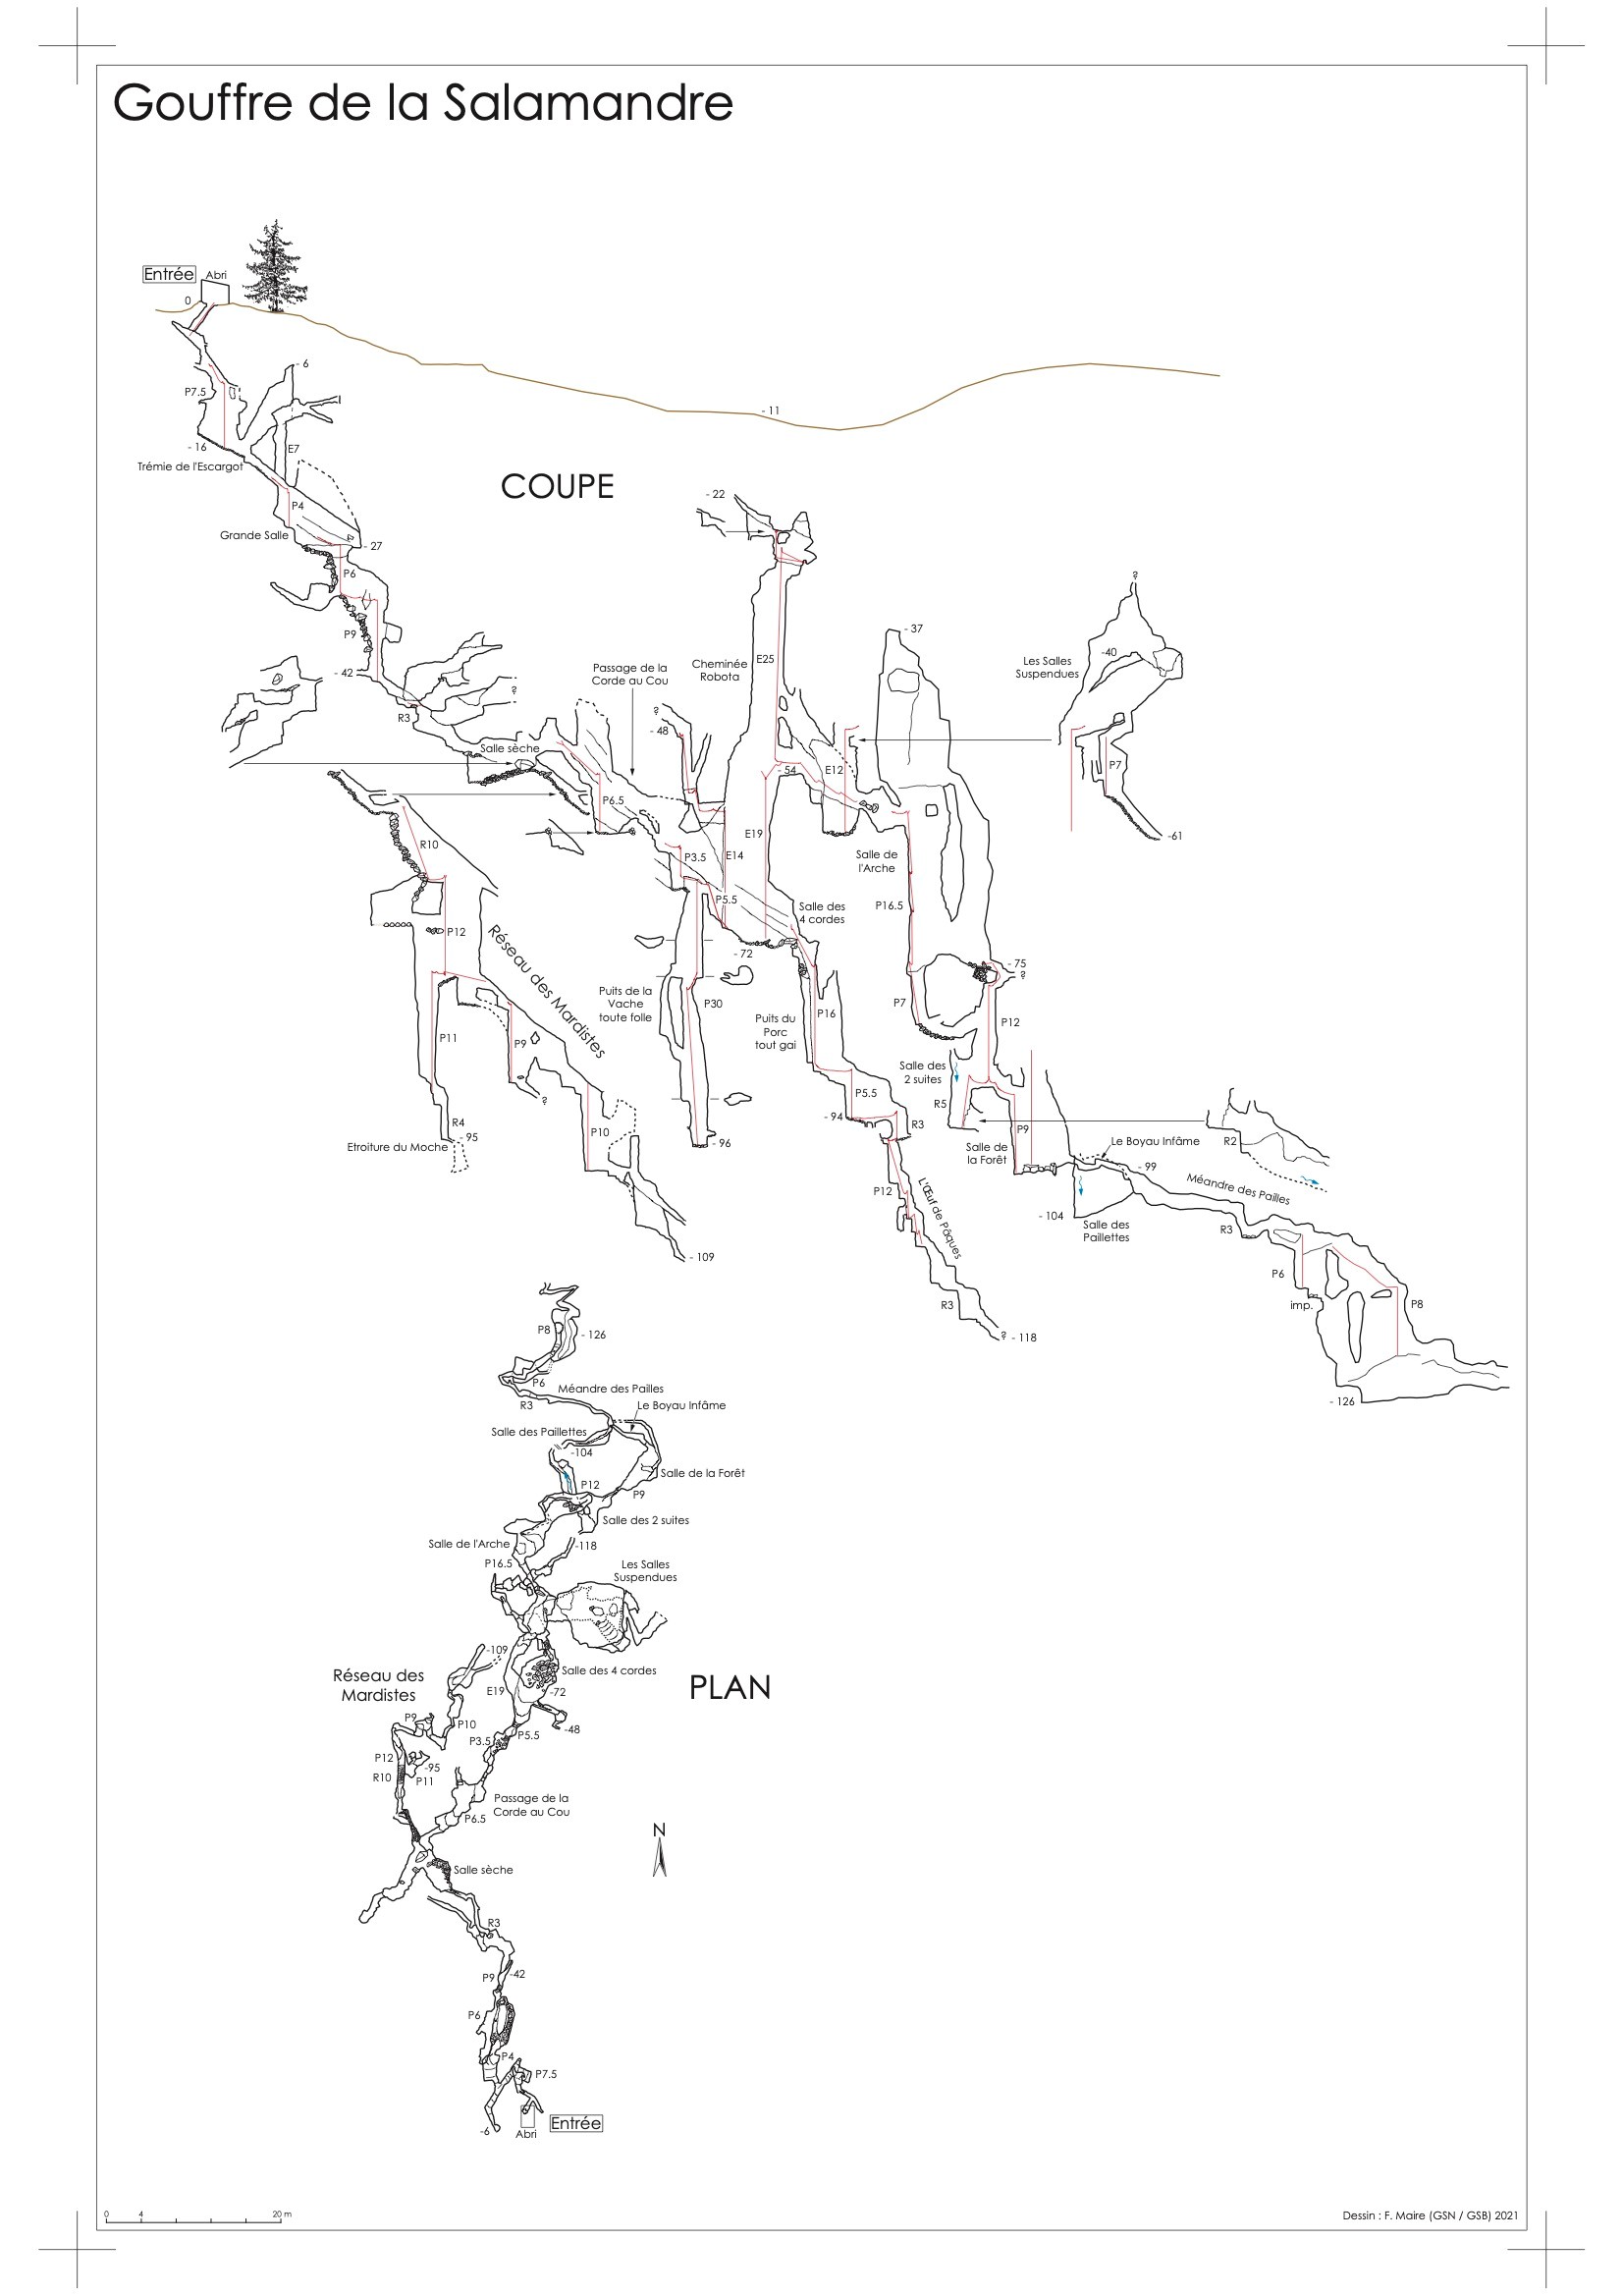 Gouffre de la Salamandre
Entrée
Abri
0
- 6
P7.5
- 11
- 16
E7
Trémie de l'Escargot
COUPE
- 22
P4
Grande Salle
- 27
P6
?
- 37
P9
Passage de la
Corde au Cou
Cheminée
Robota
E25
Les Salles
Suspendues
-40
- 42
?
R3
?
- 48
Salle sèche
- 54
E12
P7
P6.5
E19
-61
R10
P3.5
E14
Salle de
l'Arche
P5.5
P16.5
Salle des
4 cordes
P12
Réseau des Mardistes
- 72
- 75
?
Puits de la
Vache
toute folle
P30
P7
P16
Puits du
Porc
tout gai
P12
P11
P9
Salle des
2 suites
?
P5.5
R5
R4
- 94
R3
P9
P10
- 95
Etroiture du Moche
- 96
Salle de
la Forêt
Le Boyau Infâme
R2
- 99
P12
L'Œuf de Pâques
Méandre des Pailles
- 104
Salle des
Paillettes
R3
- 109
P6
imp.
R3
P8
? - 118
- 126
P8
- 126
P6
Méandre des Pailles
R3
Le Boyau Infâme
Salle des Paillettes
-104
Salle de la Forêt
P12
P9
Salle des 2 suites
Salle de l'Arche
-118
P16.5
Les Salles
Suspendues
-109
Réseau des
Mardistes
Salle des 4 cordes
E19
-72
PLAN
P9
P10
-48
P5.5
P3.5
P12
-95
R10
P11
Passage de la
Corde au Cou
P6.5
N
Salle sèche
R3
P9
-42
P6
P4
P7.5
Entrée
-6
Abri
0
4
20 m
Dessin : F. Maire (GSN / GSB) 2021